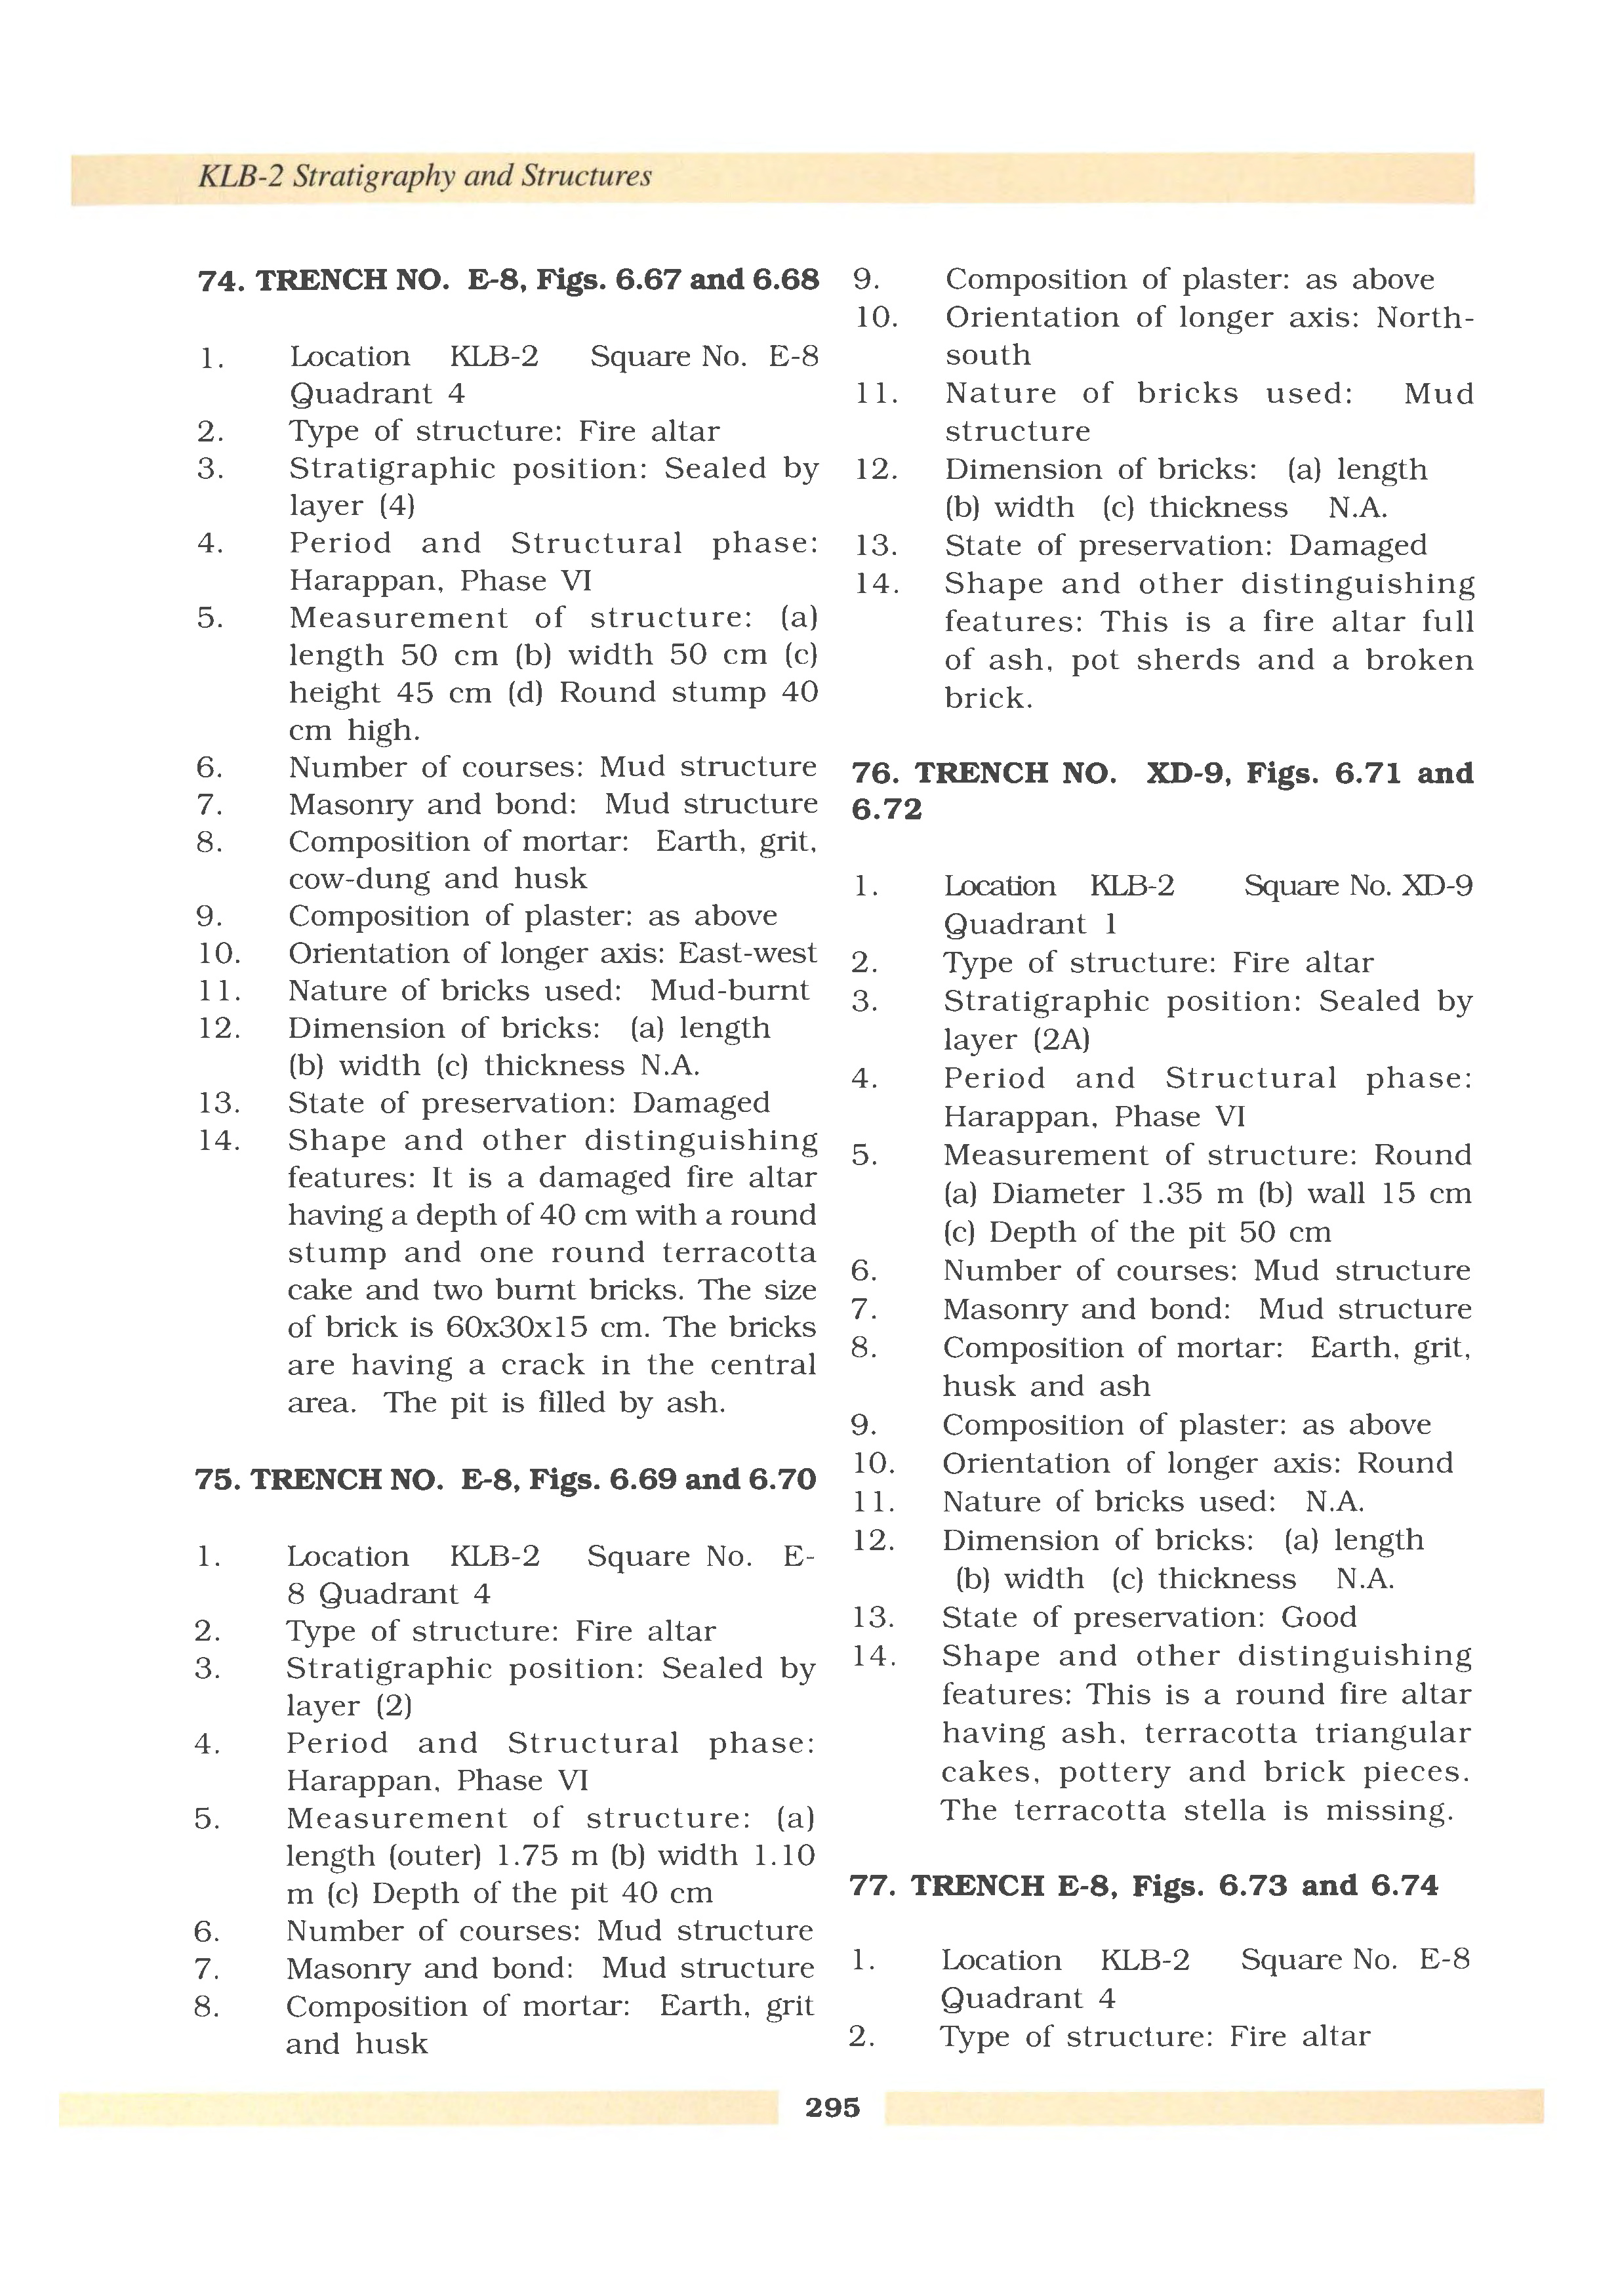 KLB-2 Stratigraphy and Structures
74. TRENCH NO. E-8, Figs. 6.67 and 6.68
1. Location KLB-2 Square No. E-8
Quadrant 4
2. Type of structure: Fire altar
3. Stratigraphic position: Sealed by
layer (4)
4. Period and Structural phase:
Harappan, Phase VI
5. Measurement of structure: (a)
length 50 cm (b) width 50 cm (c)
height 45 cm (d) Round stump 40
cm high.
6. Number of courses: Mud structure
7. Masonry and bond: Mud structure
8. Composition of mortar: Earth, grit,
cow-dung and husk
9. Composition of plaster: as above
10. Orientation of longer axis: East-west
11. Nature of bricks used: Mud-burnt
12. Dimension of bricks: (a) length
(b) width (c) thickness N.A.
13. State of preservation: Damaged
14. Shape and other distinguishing
features: It is a damaged fire altar
having a depth of 40 cm with a round
stump and one round terracotta
cake and two burnt bricks. The size
of brick is 60x30x15 cm. The bricks
are having a crack in the central
area. The pit is filled by ash.
75. TRENCH NO. E-8, Figs. 6.69 and 6.70
1. Location KLB-2 Square No. E-
8 Quadrant 4
2. Type of structure: Fire altar
3. Stratigraphic position: Sealed by
layer (2)
4. Period and Structural phase:
Harappan, Phase VI
5. Measurement of structure: (a)
length (outer) 1.75 m (b) width 1.10
m (c) Depth of the pit 40 cm
6. Number of courses: Mud structure
7. Masonry and bond: Mud structure
8. Composition of mortar: Earth, grit
and husk
9. Composition of plaster: as above
10. Orientation of longer axis: North-
south
11. Nature of bricks used: Mud
structure
12. Dimension of bricks: (a) length
(b) width (c) thickness N.A.
13. State of preservation: Damaged
14. Shape and other distinguishing
features: This is a fire altar full
of ash, pot sherds and a broken
brick.
76. TRENCH NO. XD-9, Figs. 6.71 and
6.72
1. Location KLB-2 Square No. XD-9
Quadrant 1
2. Type of structure: Fire altar
3. Stratigraphic position: Sealed by
layer (2A)
4. Period and Structural phase:
Harappan, Phase VI
5. Measurement of structure: Round
(a) Diameter 1.35 m (b) wall 15 cm
(c) Depth of the pit 50 cm
6. Number of courses: Mud structure
7. Masonry and bond: Mud structure
8. Composition of mortar: Earth, grit,
husk and ash
9. Composition of plaster: as above
10. Orientation of longer axis: Round
11. Nature of bricks used: N.A.
12. Dimension of bricks: (a) length
(b) width (c) thickness N.A.
13. State of preservation: Good
14. Shape and other distinguishing
features: This is a round fire altar
having ash, terracotta triangular
cakes, pottery and brick pieces.
The terracotta stella is missing.
77. TRENCH E-8, Figs. 6.73 and 6.74
1. Location KLB-2 Square No. E-8
Quadrant 4
2. Type of structure: Fire altar
295